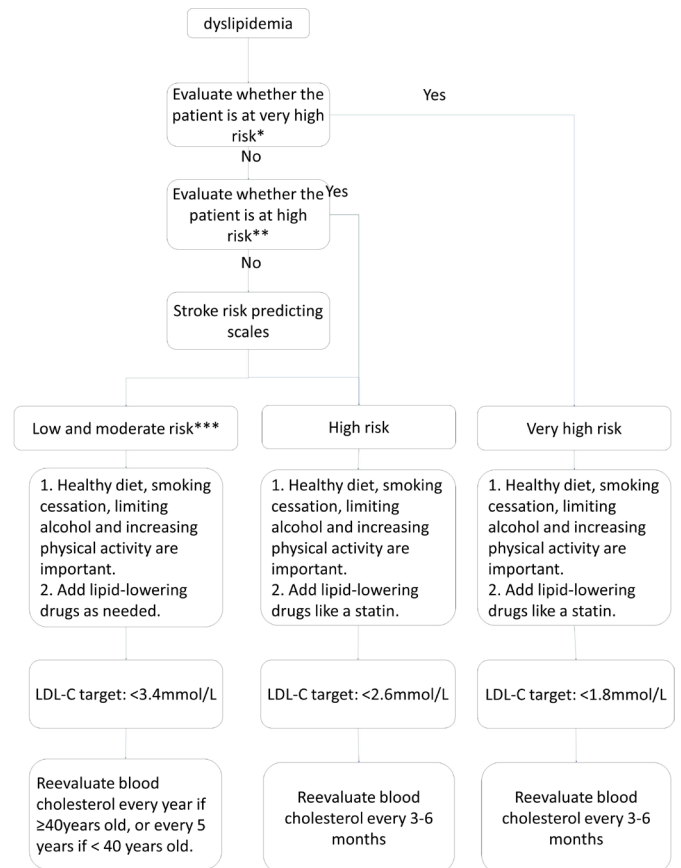 dyslipidemia
Evaluate whether the
patient is at very high
risk*
Yes
No
Evaluate whether the
patient is at high
risk**
Yes
No
Stroke risk predicting
scales
Low and moderate risk***
High risk
Very high risk
1. Healthy diet, smoking
cessation, limiting
alcohol and increasing
physical activity are
important.
2. Add lipid-lowering
drugs as needed.
1. Healthy diet, smoking
cessation, limiting
alcohol and increasing
physical activity are
important.
2. Add lipid-lowering
drugs like a statin.
1. Healthy diet, smoking
cessation, limiting
alcohol and increasing
physical activity are
important.
2. Add lipid-lowering
drugs like a statin.
LDL-C target: <3.4mmol/L
LDL-C target: <2.6mmol/L
LDL-C target: <1.8mmol/L
Reevaluate blood
cholesterol every year if
≥40years old, or every 5
years if < 40 years old.
Reevaluate blood
cholesterol every 3-6
months
Reevaluate blood
cholesterol every 3-6
months